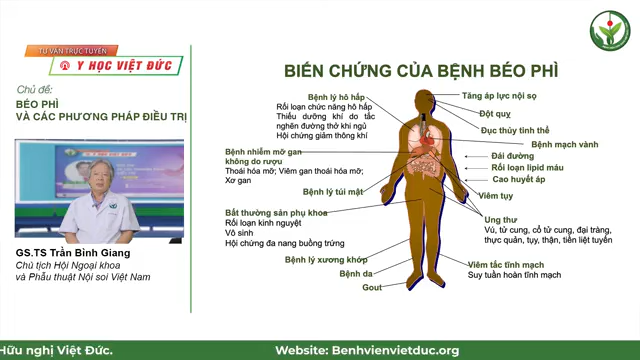 TƯ VẤN TRỰC TUYẾN
Y HỌC VIỆT ĐỨC
Chủ đề:
BÉO PHÌ
VÀ CÁC PHƯƠNG PHÁP ĐIỀU TRỊ
GS.TS Trần Bình Giang
Chủ tịch Hội Ngoại khoa
và Phẫu thuật Nội soi Việt Nam
BIẾN CHỨNG CỦA BỆNH BÉO PHÌ
Bệnh lý hô hấp
Rối loạn chức năng hô hấp
Thiếu dưỡng khí do tắc
nghẽn đường thở khi ngủ
Hội chứng giảm thông khí
Bệnh nhiễm mỡ gan
không do rượu
Thoái hóa mỡ; Viêm gan thoái hóa mỡ;
Xơ gan
Bệnh lý túi mật
Bất thường sản phụ khoa
Rối loạn kinh nguyệt
Vô sinh
Hội chứng đa nang buồng trứng
Bệnh lý xương khớp
Bệnh da
Gout
Tăng áp lực nội sọ
Đột quỵ
Đục thủy tinh thể
Bệnh mạch vành
Đái đường
Rối loạn lipid máu
Cao huyết áp
Viêm tụy
Ung thư
Vú, tử cung, cổ tử cung, đại tràng,
thực quản, tụy, thận, tiền liệt tuyến
Viêm tắc tĩnh mạch
Suy tuần hoàn tĩnh mạch
Hữu nghị Việt Đức.
Website: Benhvienvietduc.org